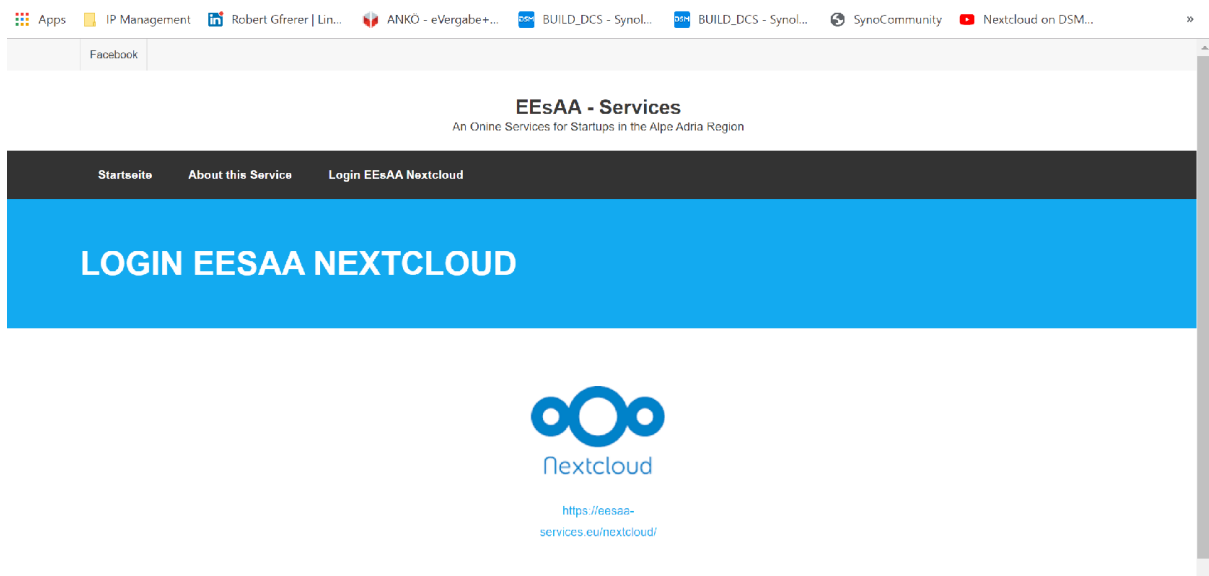 Apps IP Management Robert Gfrerer | Lin... ANKÖ - eVergabe+... BUILD_DCS - Synol... BUILD_DCS - Synol... SynoCommunity Nextcloud on DSM... »
Facebook
EEsAA - Services
An Onine Services for Startups in the Alpe Adria Region
Startseite About this Service Login EEsAA Nextcloud
LOGIN EESAA NEXTCLOUD
Nextcloud
https://eesaa-
services.eu/nextcloud/